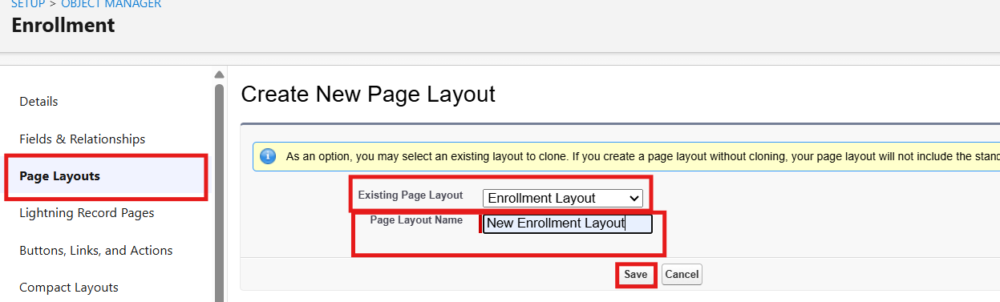 SETUP > OBJECT MANAGER
Enrollment
Details
Fields & Relationships
Page Layouts
Lightning Record Pages
Buttons, Links, and Actions
Compact Layouts
Create New Page Layout
As an option, you may select an existing layout to clone. If you create a page layout without cloning, your page layout will not include the stand
Existing Page Layout Enrollment Layout
Page Layout Name New Enrollment Layout
Save Cancel